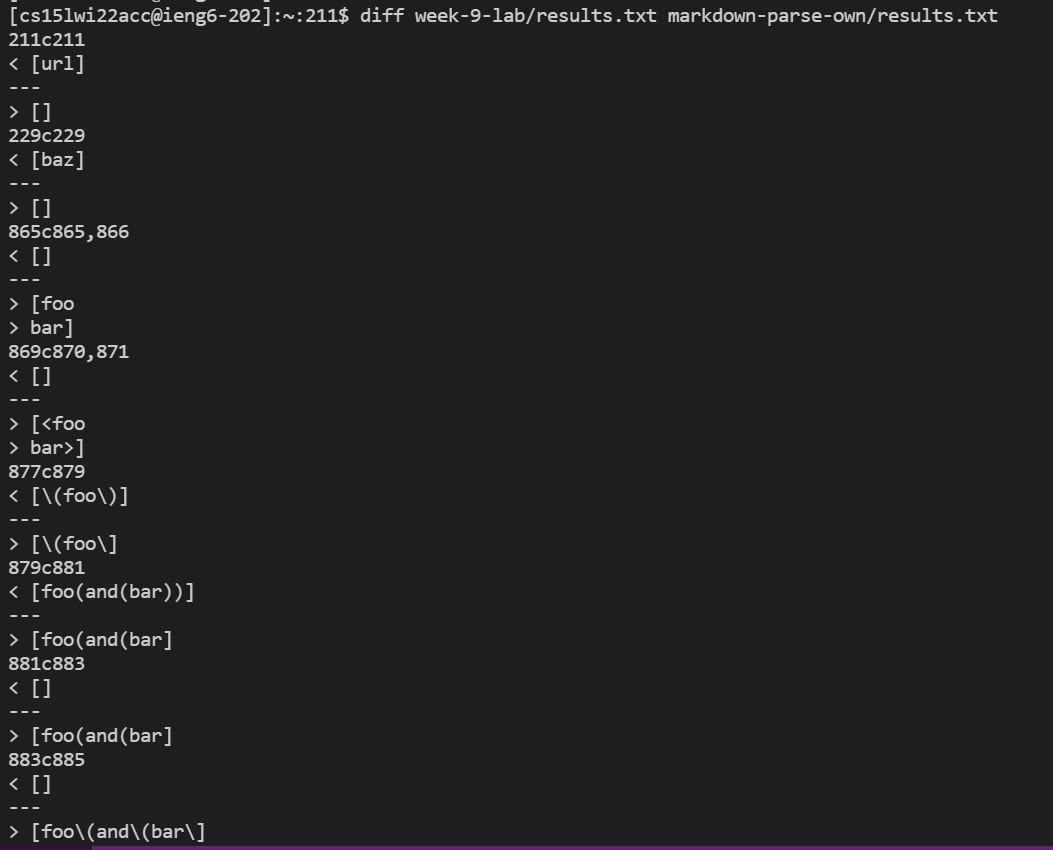 [cs15lwi22acc@ieng6-202]:~:211$ diff week-9-lab/results.txt markdown-parse-own/results.txt
211c211
< [url]
---
> []
229c229
< [baz]
---
> []
865c865,866
< []
---
> [foo
> bar]
869c870,871
< []
---
> [<foo
> bar>]
877c879
< [\(foo\)]
---
> [\(foo\]
879c881
< [foo(and(bar))]
---
> [foo(and(bar]
881c883
< []
---
> [foo(and(bar]
883c885
< []
---
> [foo\(and\(bar\]